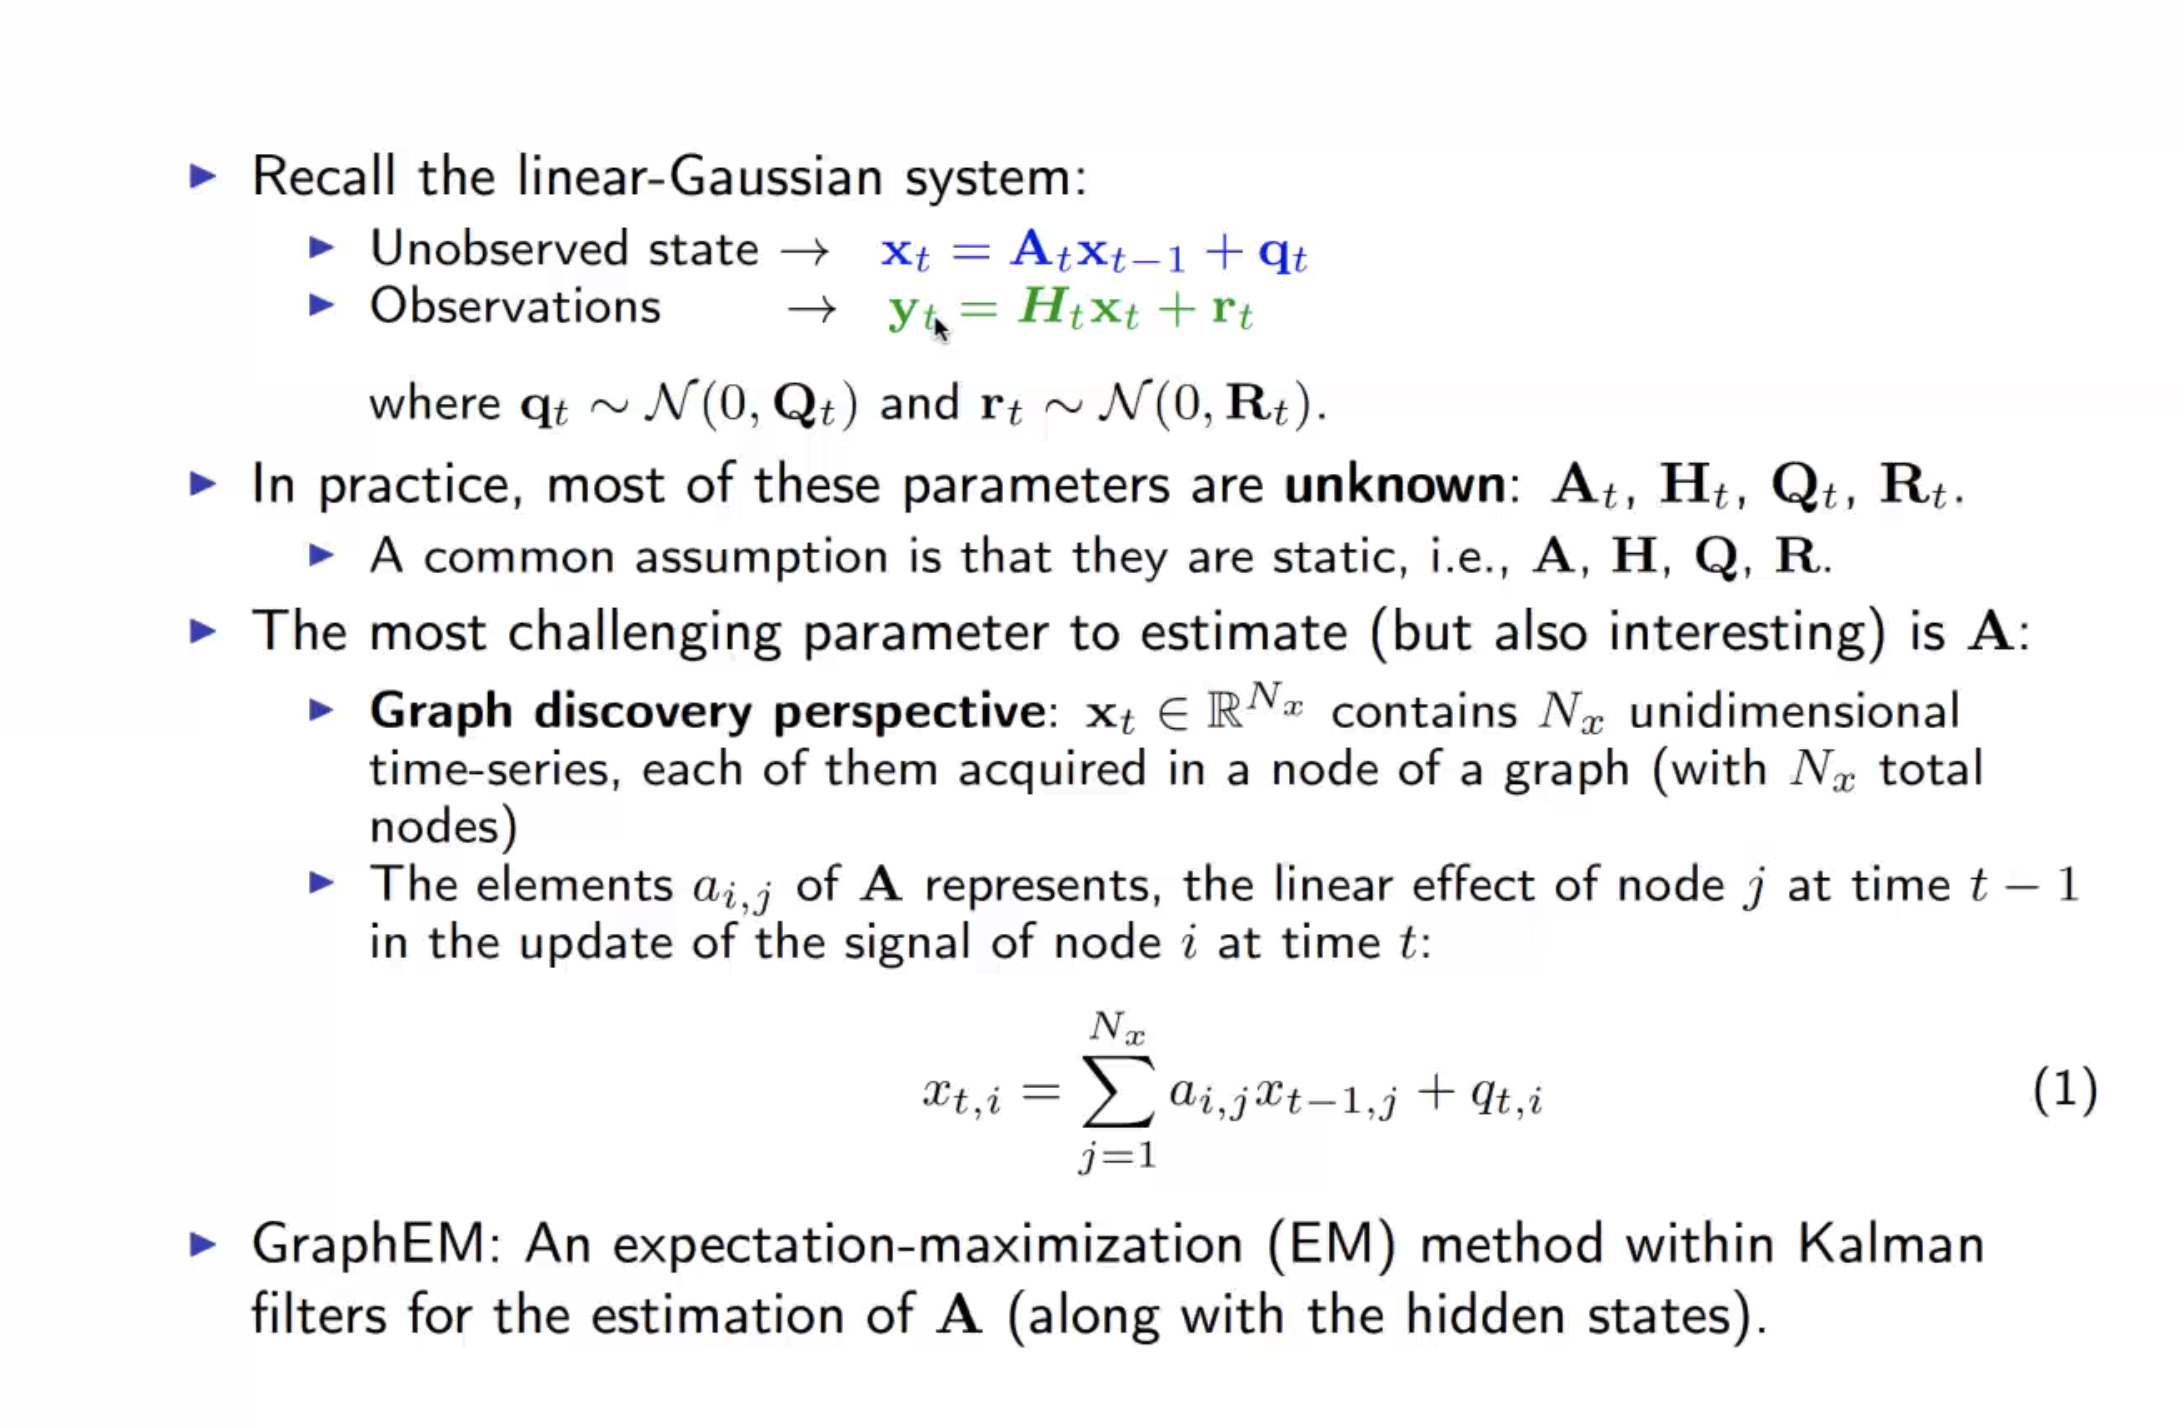 ▶ Recall the linear-Gaussian system:
▶ Unobserved state → $\mathbf{x}_t = \mathbf{A}_t\mathbf{x}_{t-1} + \mathbf{q}_t$
▶ Observations → $\mathbf{y}_t = \boldsymbol{H}_t\mathbf{x}_t + \mathbf{r}_t$
where $\mathbf{q}_t \sim \mathcal{N}(0, \mathbf{Q}_t)$ and $\mathbf{r}_t \sim \mathcal{N}(0, \mathbf{R}_t)$.
▶ In practice, most of these parameters are unknown: $\mathbf{A}_t$, $\mathbf{H}_t$, $\mathbf{Q}_t$, $\mathbf{R}_t$.
▶ A common assumption is that they are static, i.e., $\mathbf{A}$, $\mathbf{H}$, $\mathbf{Q}$, $\mathbf{R}$.
▶ The most challenging parameter to estimate (but also interesting) is $\mathbf{A}$:
▶ Graph discovery perspective: $\mathbf{x}_t \in \mathbb{R}^{N_x}$ contains $N_x$ unidimensional
time-series, each of them acquired in a node of a graph (with $N_x$ total
nodes)
▶ The elements $a_{i,j}$ of $\mathbf{A}$ represents, the linear effect of node $j$ at time $t-1$
in the update of the signal of node $i$ at time $t$:
$x_{t,i} = \sum_{j=1}^{N_x} a_{i,j}x_{t-1,j} + q_{t,i}$ (1)
▶ GraphEM: An expectation-maximization (EM) method within Kalman
filters for the estimation of $\mathbf{A}$ (along with the hidden states).